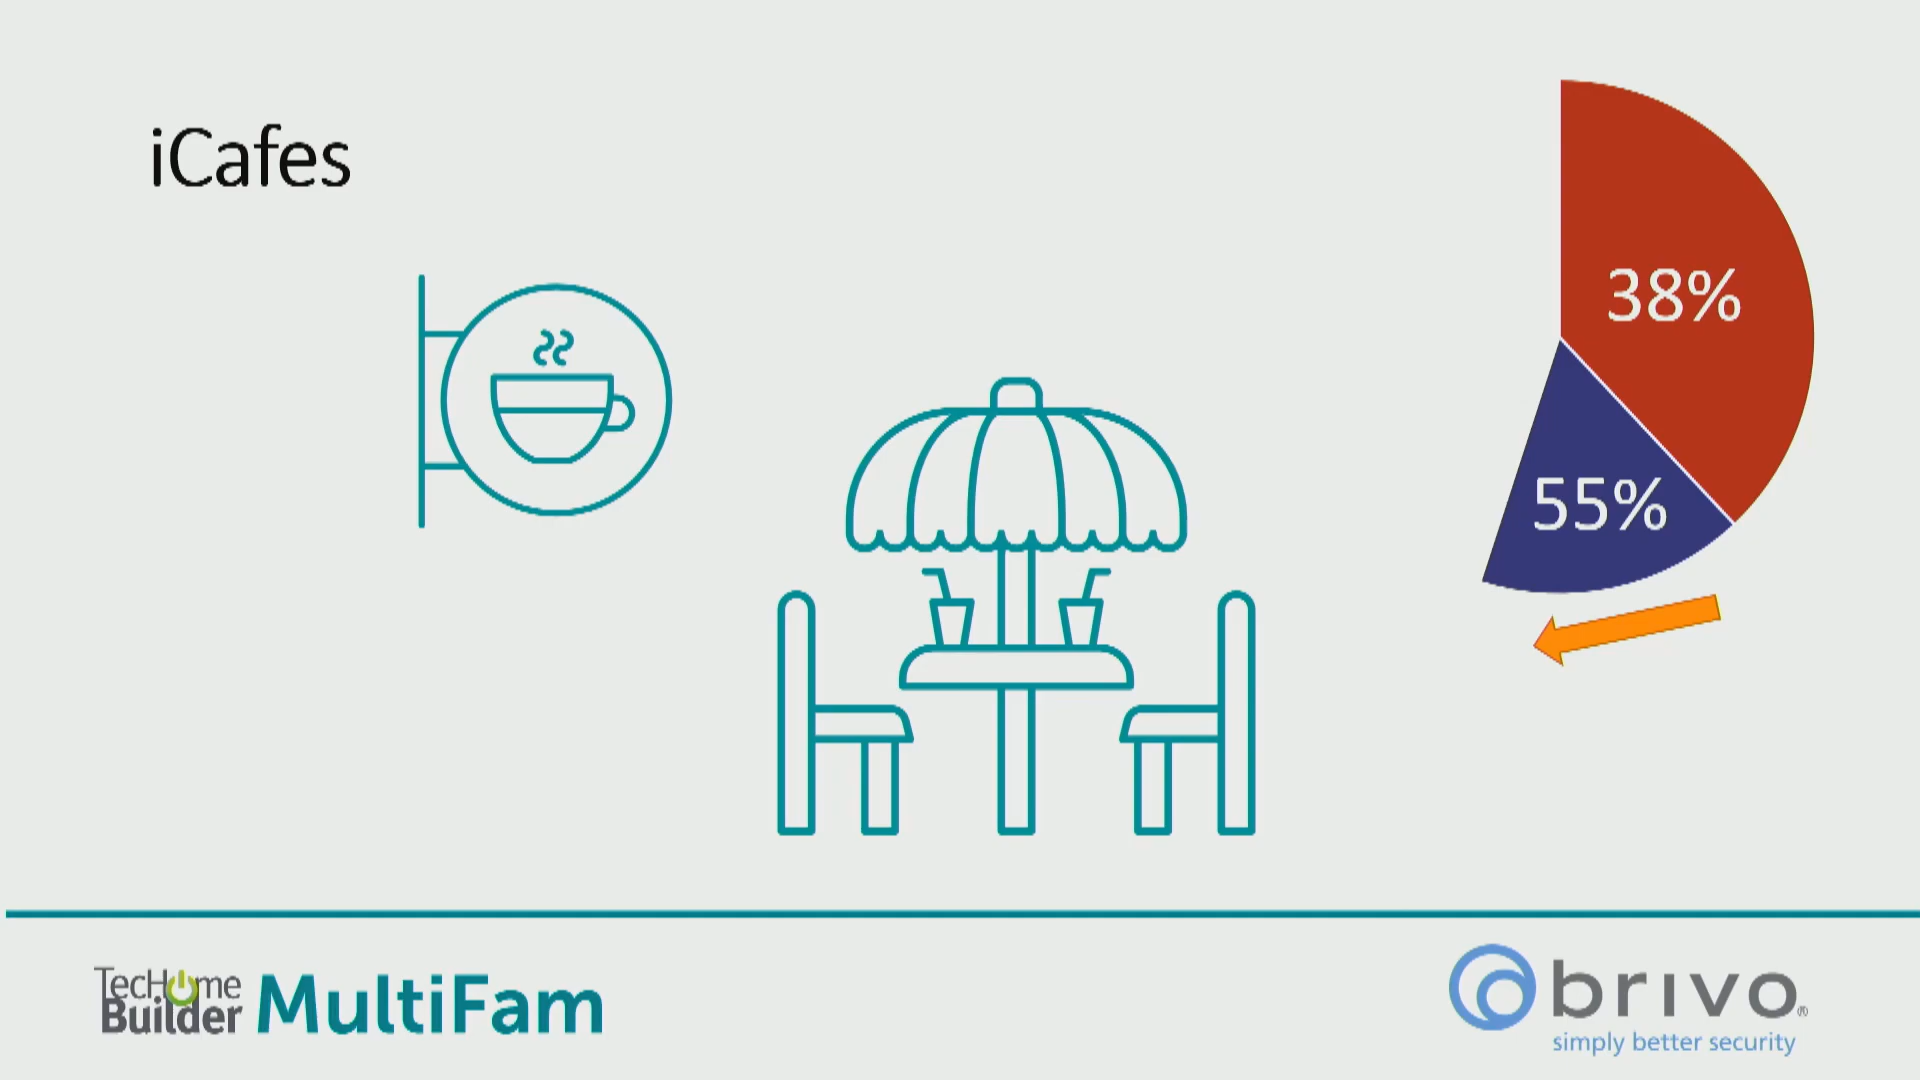 iCafes
38%
55%
TecHome
Builder
MultiFam
brivo®
simply better security